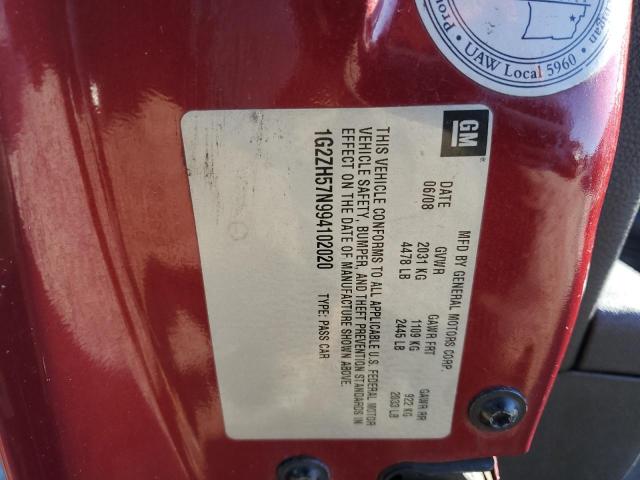 Prou
gan
UAW Local 5960
GM
MFD BY GENERAL MOTORS CORP.
DATE GVWR GAWR FRT GAWR RR
06/08 2031 KG 1109 KG 922 KG
4478 LB 2445 LB 2033 LB
THIS VEHICLE CONFORMS TO ALL APPLICABLE U.S. FEDERAL MOTOR
VEHICLE SAFETY, BUMPER, AND THEFT PREVENTION STANDARDS IN
EFFECT ON THE DATE OF MANUFACTURE SHOWN ABOVE.
1G2ZH57N994102020 TYPE: PASS CAR